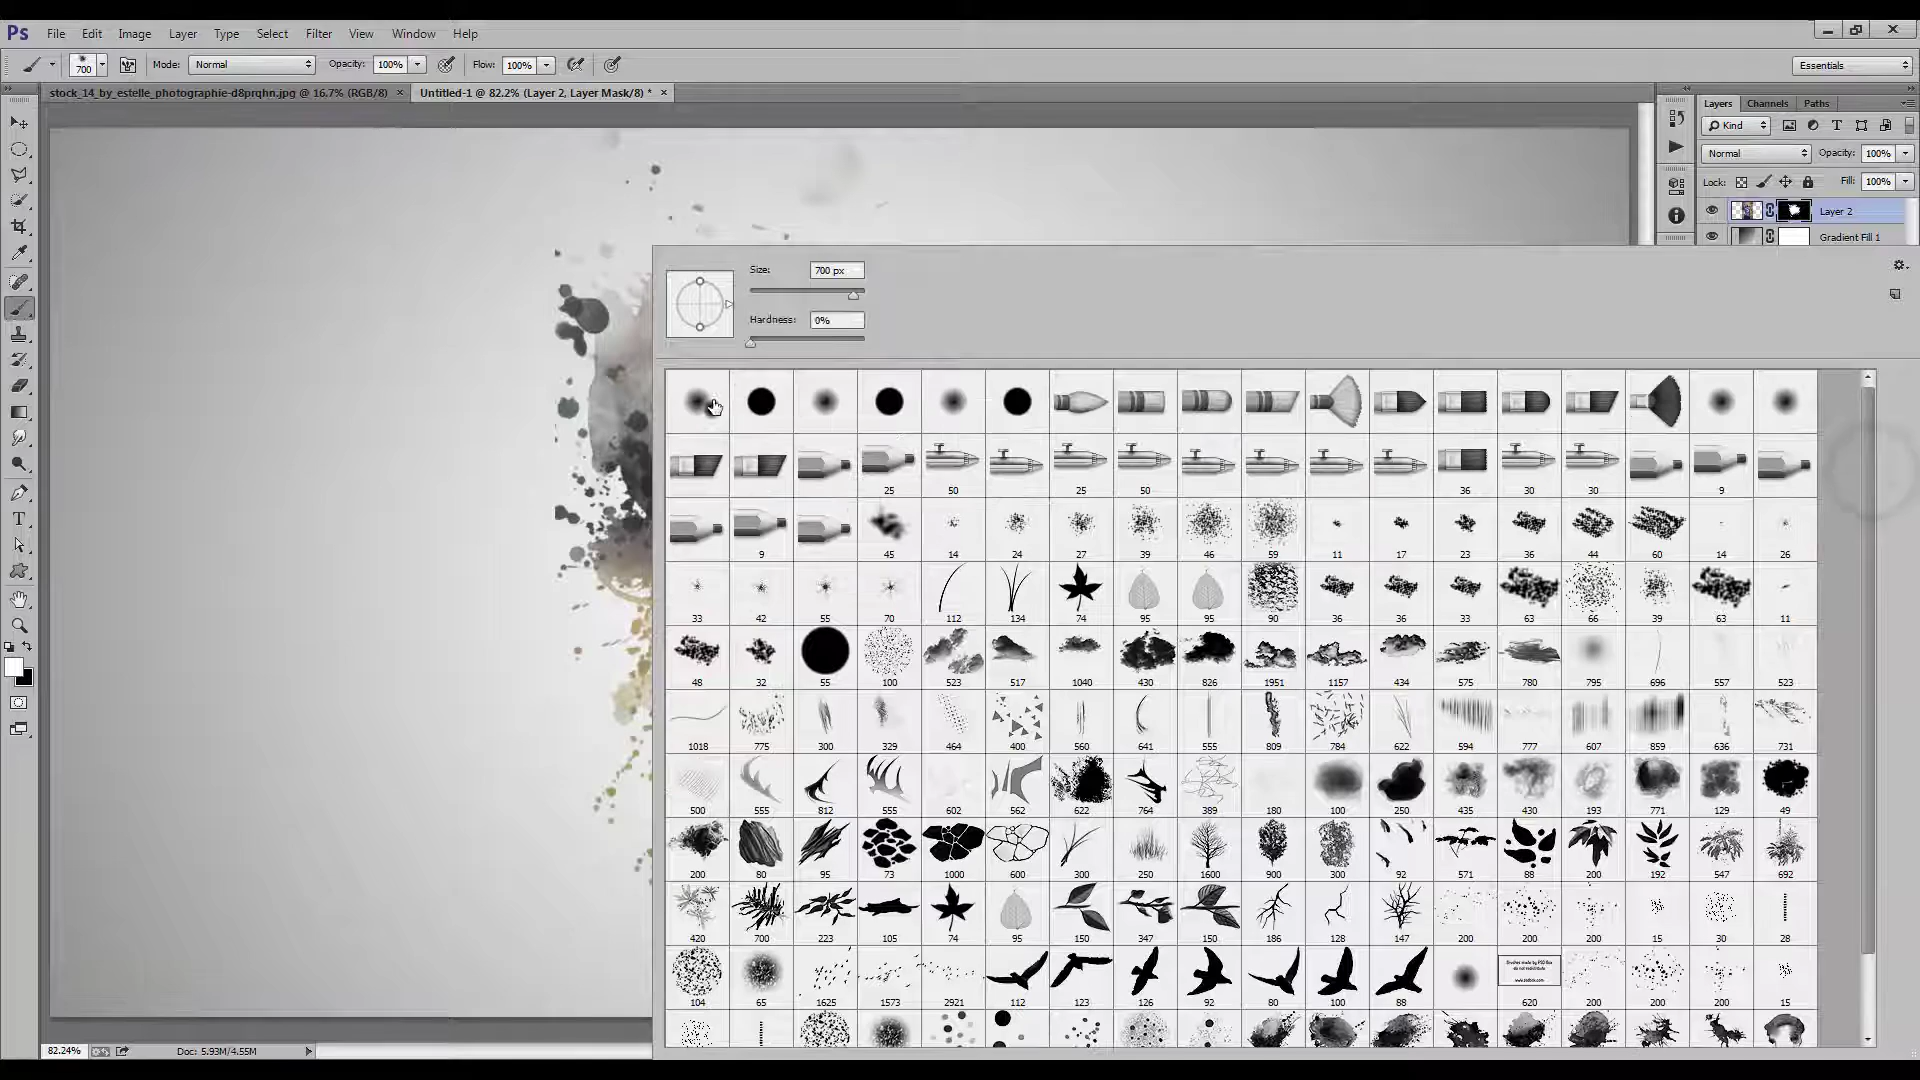 Ps File Edit Image Layer Type Select Filter View Window Help
700 Mode: Normal Opacity: 100% Flow: 100% Essentials
stock_14_by_estelle_photographie-d8prqhn.jpg @ 16.7% (RGB/8) × Untitled-1 @ 82.2% (Layer 2, Layer Mask/8) * ×
Layers Channels Paths
Kind
Normal Opacity: 100%
Lock: Fill: 100%
Layer 2
Gradient Fill 1
Size: 700 px
Hardness: 0%
25 50 25 50 36 30 30 9
9 45 14 24 27 39 46 59 11 17 23 36 44 60 14 26
33 42 55 70 112 134 74 95 95 90 36 36 33 63 66 39 63 11
48 32 55 100 523 517 1040 430 826 1951 1157 434 575 780 795 696 557 523
1018 775 300 329 464 400 560 641 555 809 784 622 594 777 607 859 636 731
500 555 812 555 602 562 622 764 389 180 100 250 435 430 193 771 129 49
200 80 95 73 1000 600 300 250 1600 900 300 92 571 88 200 192 547 692
420 700 223 105 74 95 150 347 150 186 128 147 200 200 200 15 30 28
Brushes made by PSD Box
do not redistribute
www.psdbox.com
104 65 1625 1573 2921 112 123 126 92 80 100 88 620 200 200 200 15
82.24% Doc: 5.93M/4.55M